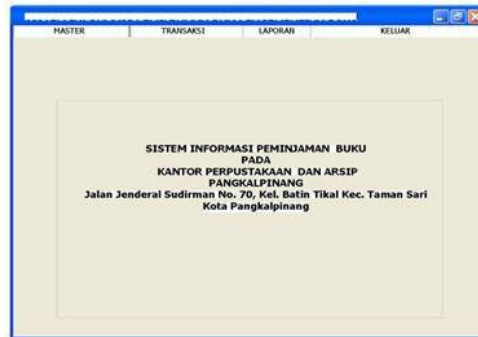 MASTER TRANSAKSI LAPORAN KELUAR
SISTEM INFORMASI PEMINJAMAN BUKU
PADA
KANTOR PERPUSTAKAAN DAN ARSIP
PANGKALPINANG
Jalan Jenderal Sudirman No. 70, Kel. Batin Tikal Kec. Taman Sari
Kota Pangkalpinang